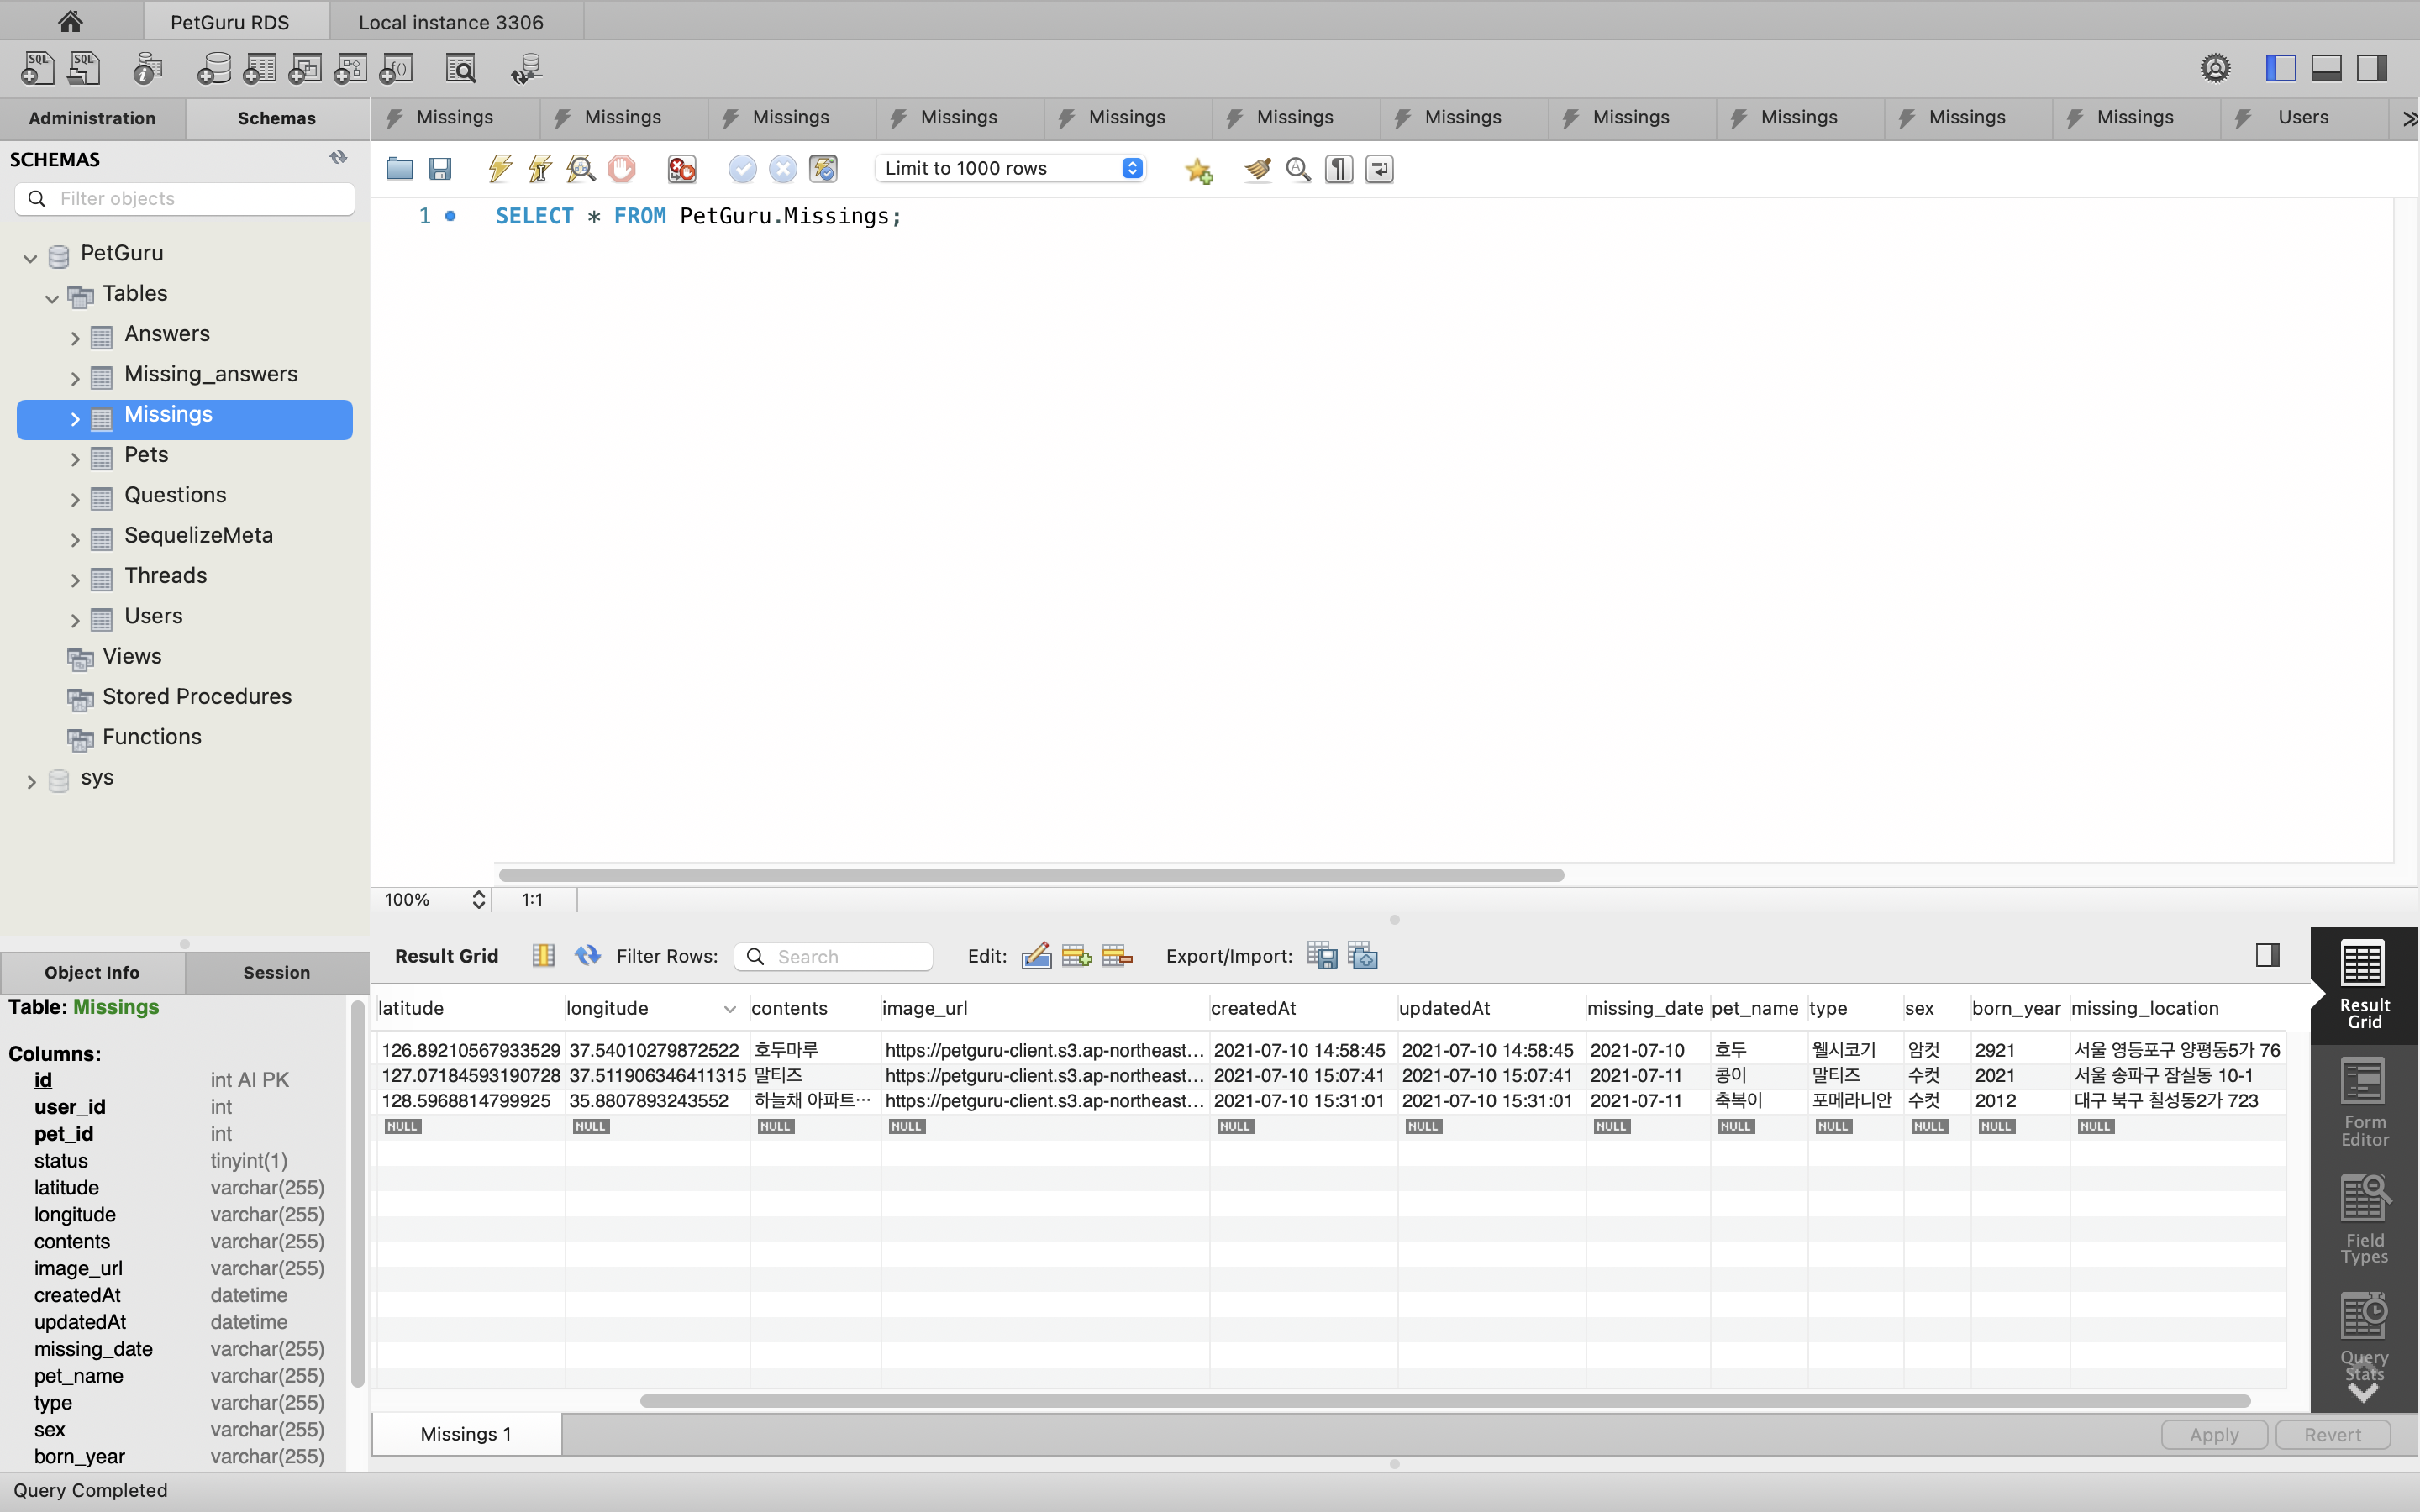 PetGuru RDS
Local instance 3306
SQL SQL
Administration Schemas
Missings Missings Missings Missings Missings Missings Missings Missings Missings Missings Missings Users
SCHEMAS
Filter objects
PetGuru
Tables
Answers
Missing_answers
Missings
Pets
Questions
SequelizeMeta
Threads
Users
Views
Stored Procedures
Functions
sys
Limit to 1000 rows
1 SELECT * FROM PetGuru.Missings;
100% 1:1
Object Info Session
Table: Missings
Columns:
id int AI PK
user_id int
pet_id int
status tinyint(1)
latitude varchar(255)
longitude varchar(255)
contents varchar(255)
image_url varchar(255)
createdAt datetime
updatedAt datetime
missing_date varchar(255)
pet_name varchar(255)
type varchar(255)
sex varchar(255)
born_year varchar(255)
Result Grid Filter Rows: Search Edit: Export/Import:
latitude longitude contents image_url createdAt updatedAt missing_date pet_name type sex born_year missing_location
126.89210567933529 37.54010279872522 호두마루 https://petguru-client.s3.ap-northeast... 2021-07-10 14:58:45 2021-07-10 14:58:45 2021-07-10 호두 웰시코기 암컷 2921 서울 영등포구 양평동5가 76
127.07184593190728 37.511906346411315 말티즈 https://petguru-client.s3.ap-northeast... 2021-07-10 15:07:41 2021-07-10 15:07:41 2021-07-11 콩이 말티즈 수컷 2021 서울 송파구 잠실동 10-1
128.5968814799925 35.8807893243552 하늘채 아파트… https://petguru-client.s3.ap-northeast... 2021-07-10 15:31:01 2021-07-10 15:31:01 2021-07-11 축복이 포메라니안 수컷 2012 대구 북구 칠성동2가 723
NULL NULL NULL NULL NULL NULL NULL NULL NULL NULL NULL NULL
Result
Grid
Form
Editor
Field
Types
Query
Stats
Missings 1
Apply Revert
Query Completed